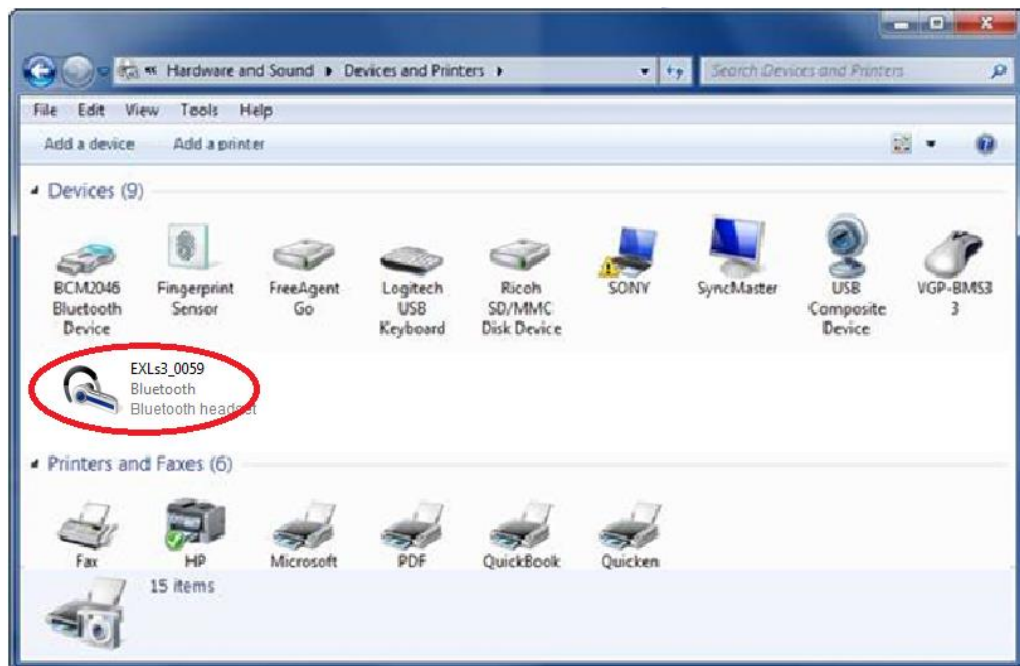 Hardware and Sound Devices and Printers Search Devices and Printers
File Edit View Tools Help
Add a device Add a printer
Devices (9)
BCM2046 Bluetooth Device
Fingerprint Sensor
FreeAgent Go
Logitech USB Keyboard
Ricoh SD/MMC Disk Device
SONY
SyncMaster
USB Composite Device
VGP-BMS3 3
EXLs3_0059
Bluetooth
Bluetooth headset
Printers and Faxes (6)
Fax
HP
Microsoft
PDF
QuickBook
Quicken
15 items